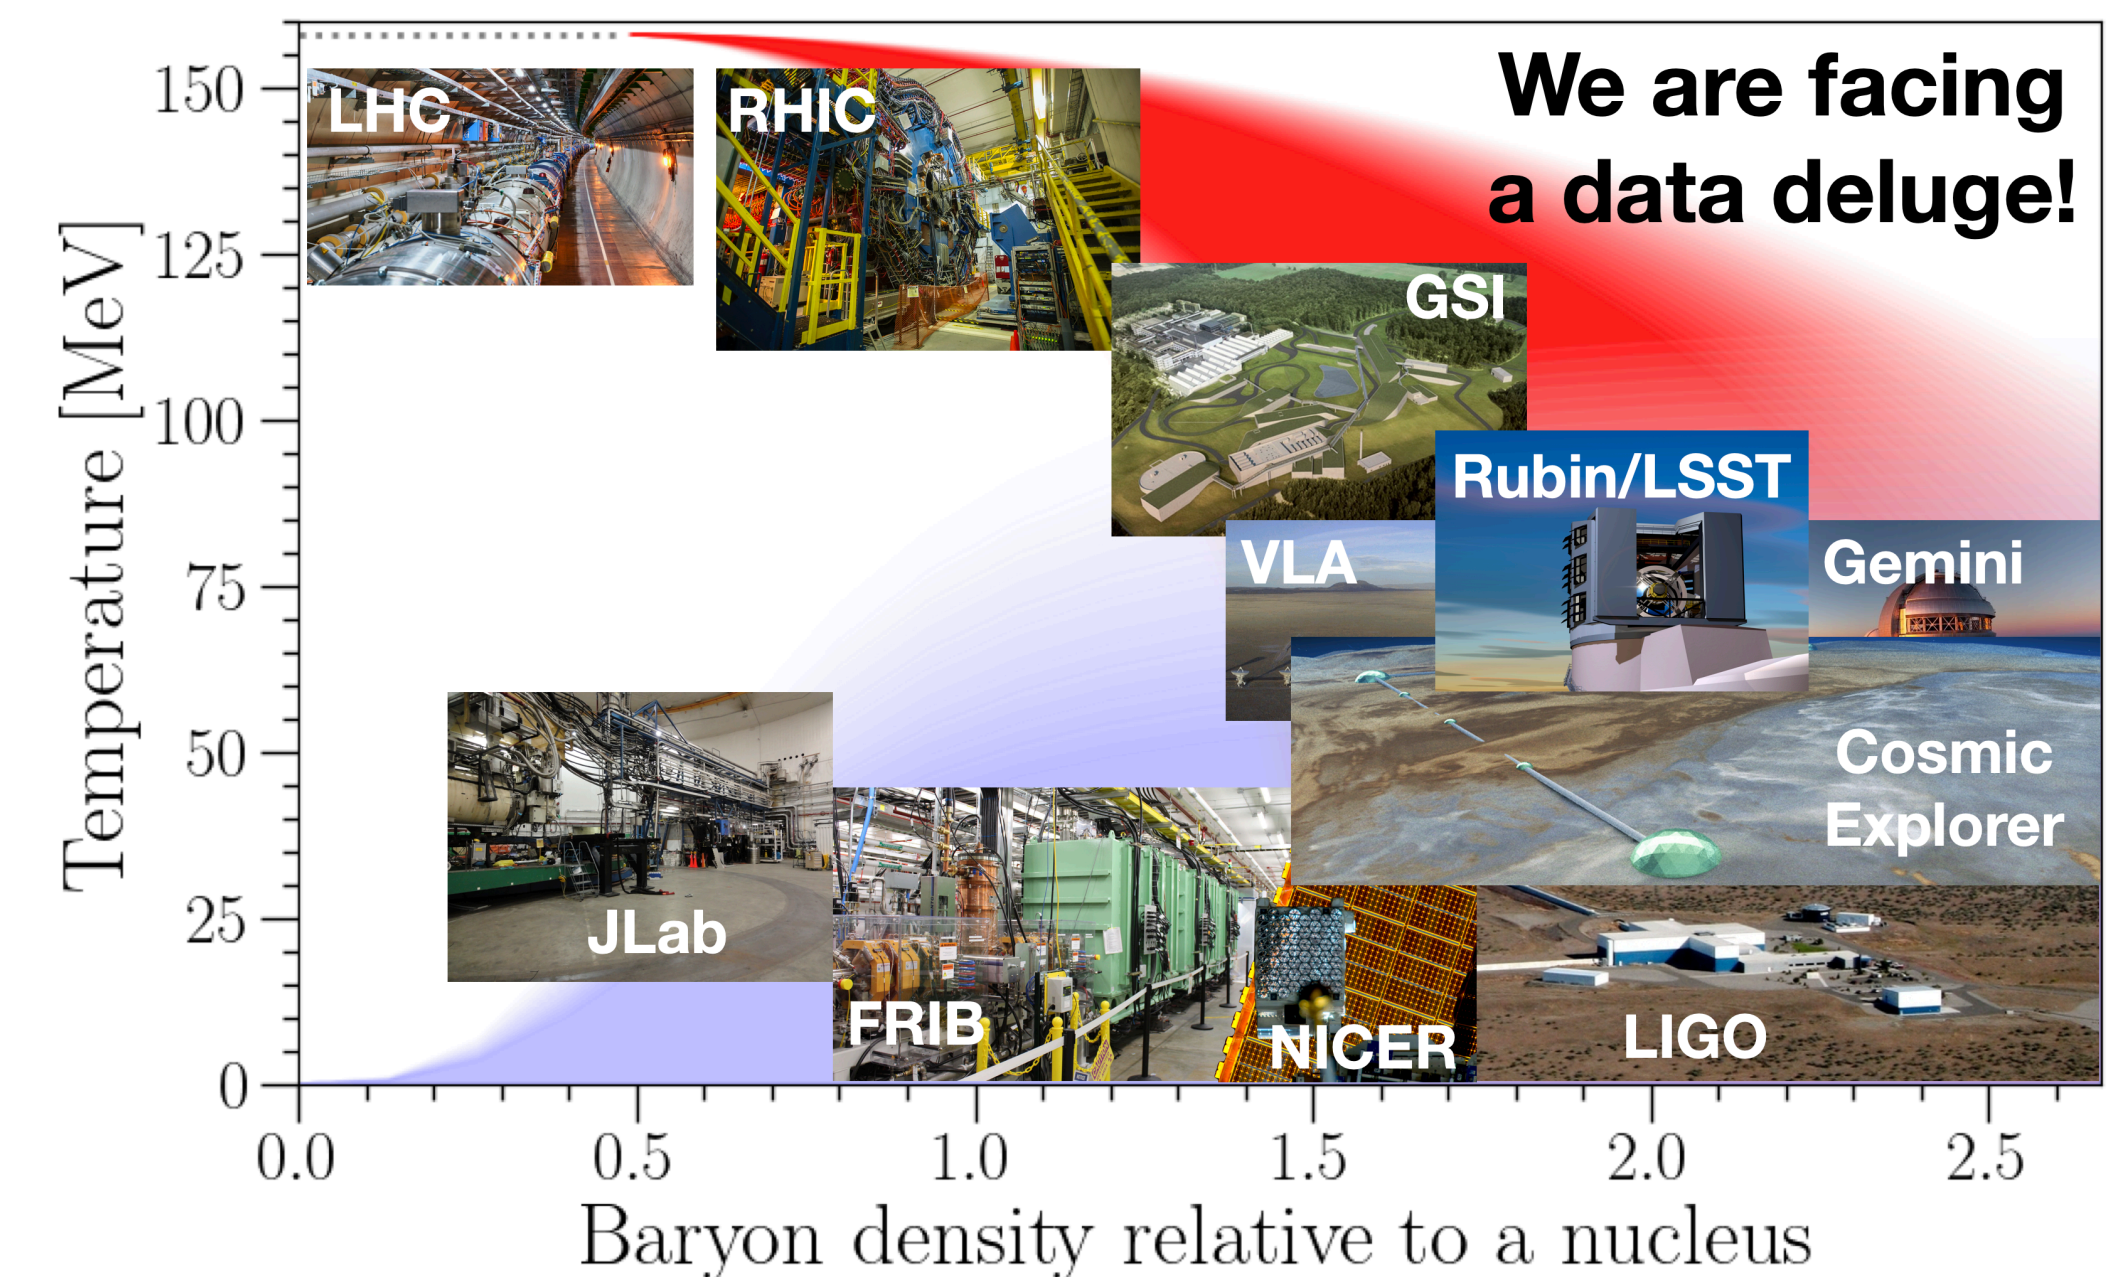 We are facing
a data deluge!
LHC
RHIC
GSI
Rubin/LSST
VLA
Gemini
Cosmic
Explorer
JLab
FRIB
NICER
LIGO
Temperature [MeV]
150
125
100
75
50
25
0
0.0 0.5 1.0 1.5 2.0 2.5
Baryon density relative to a nucleus